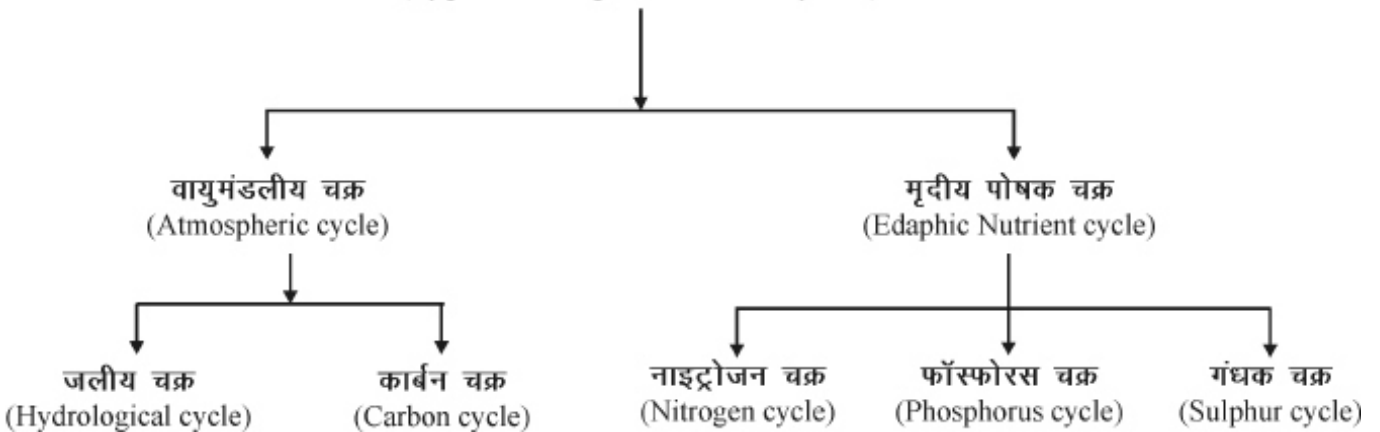 वायुमंडलीय चक्र
(Atmospheric cycle)
मृदीय पोषक चक्र
(Edaphic Nutrient cycle)
जलीय चक्र
(Hydrological cycle)
कार्बन चक्र
(Carbon cycle)
नाइट्रोजन चक्र
(Nitrogen cycle)
फॉस्फोरस चक्र
(Phosphorus cycle)
गंधक चक्र
(Sulphur cycle)